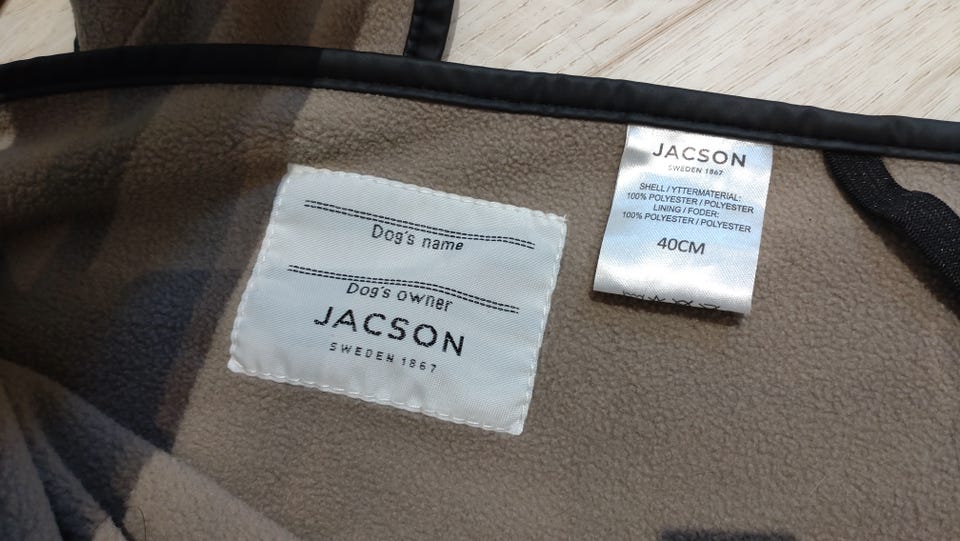 Dog's name
Dog's owner
JACSON
SWEDEN 1867
JACSON
SWEDEN 1867
SHELL / YTTERMATERIAL:
100% POLYESTER / POLYESTER
LINING / FODER:
100% POLYESTER / POLYESTER
40CM